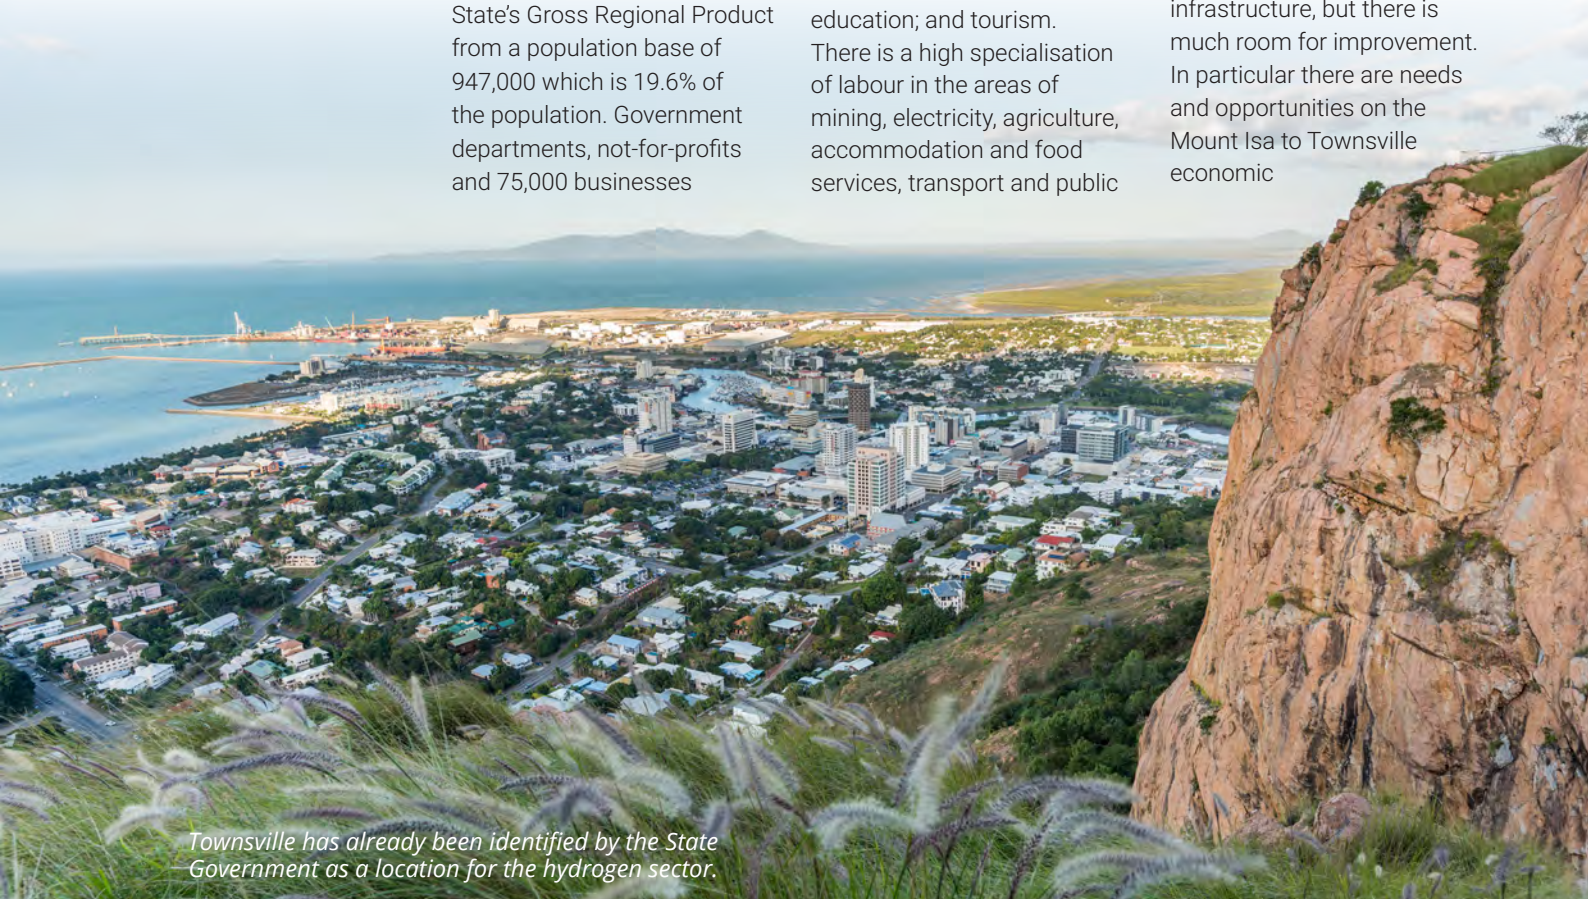 State’s Gross Regional Product
from a population base of
947,000 which is 19.6% of
the population. Government
departments, not-for-profits
and 75,000 businesses
education; and tourism.
There is a high specialisation
of labour in the areas of
mining, electricity, agriculture,
accommodation and food
services, transport and public
infrastructure, but there is
much room for improvement.
In particular there are needs
and opportunities on the
Mount Isa to Townsville
economic
Townsville has already been identified by the State
Government as a location for the hydrogen sector.